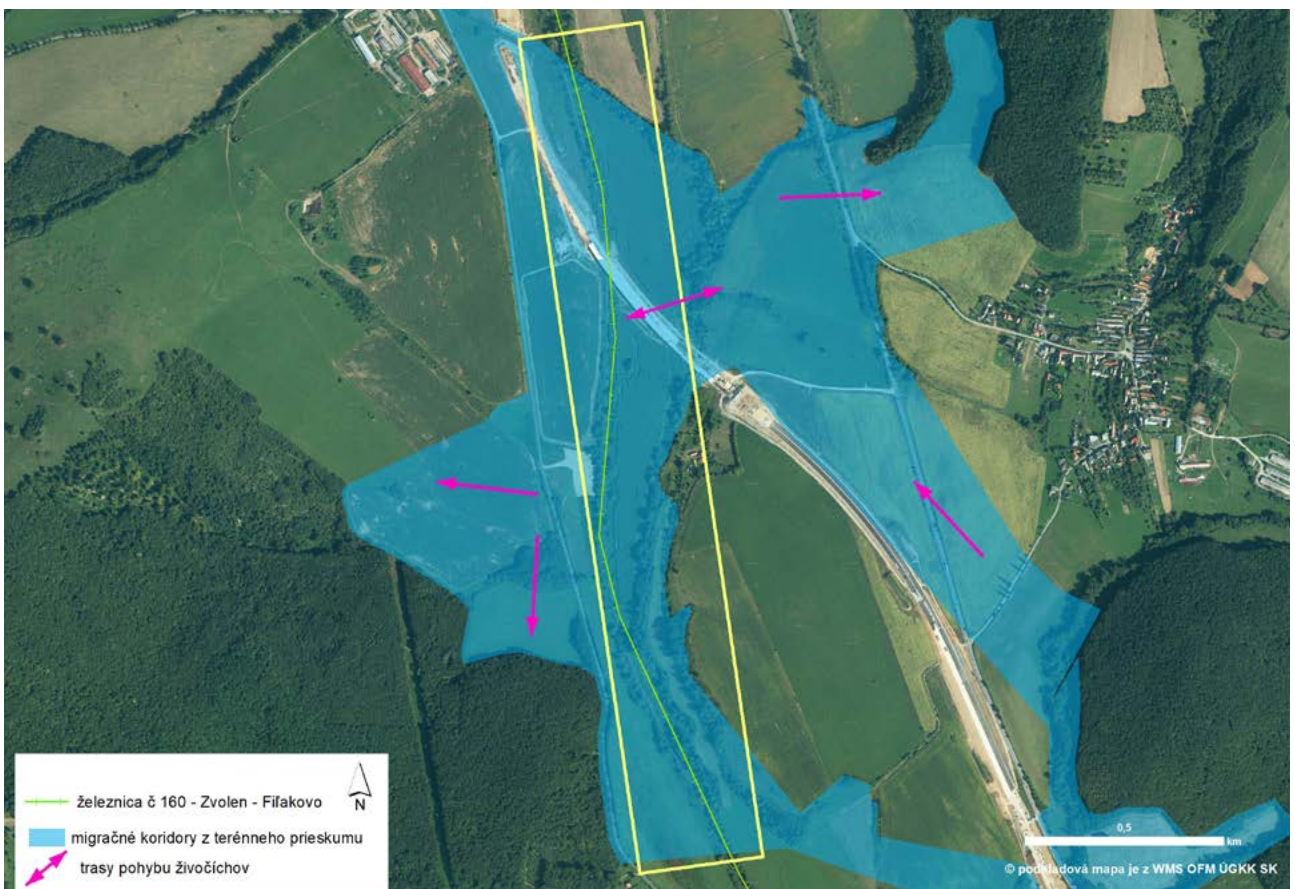 železnica č 160 - Zvolen - Fiľakovo
N
migračné koridory z terénneho prieskumu
trasy pohybu živočíchov
0,5
km
© podkladová mapa je z WMS OFM ÚGKK SK